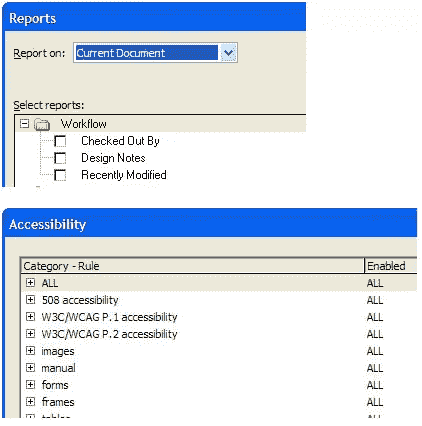 Reports
Report on: Current Document
Select reports:
Workflow
Checked Out By
Design Notes
Recently Modified
Accessibility
Category - Rule Enabled
ALL ALL
508 accessibility ALL
W3C/WCAG P.1 accessibility ALL
W3C/WCAG P.2 accessibility ALL
images ALL
manual ALL
forms ALL
frames ALL